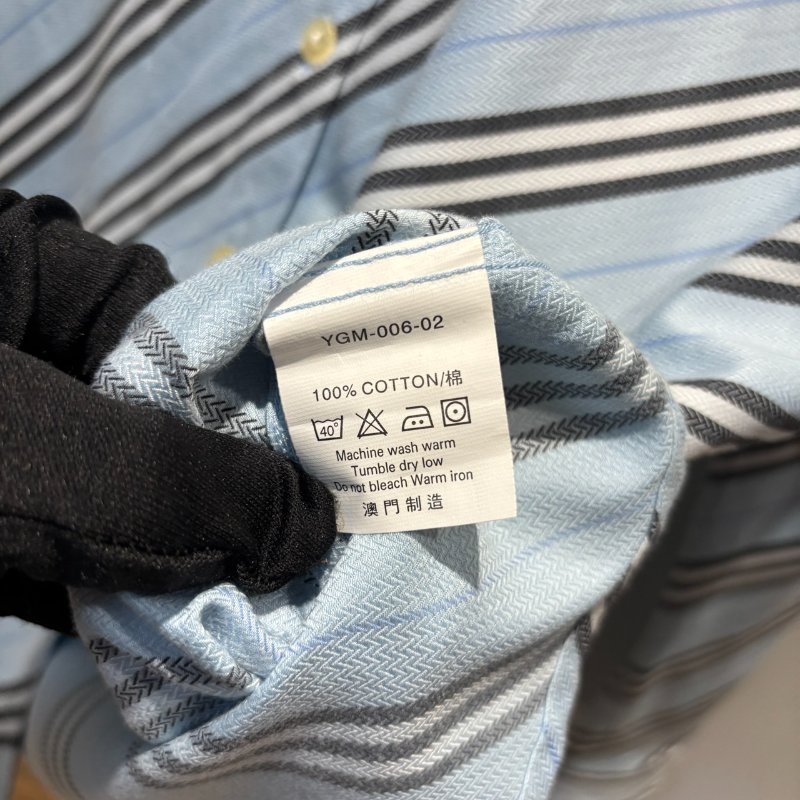 YGM-006-02
100% COTTON/棉
40°
Machine wash warm
Tumble dry low
Do not bleach Warm iron
澳門制造